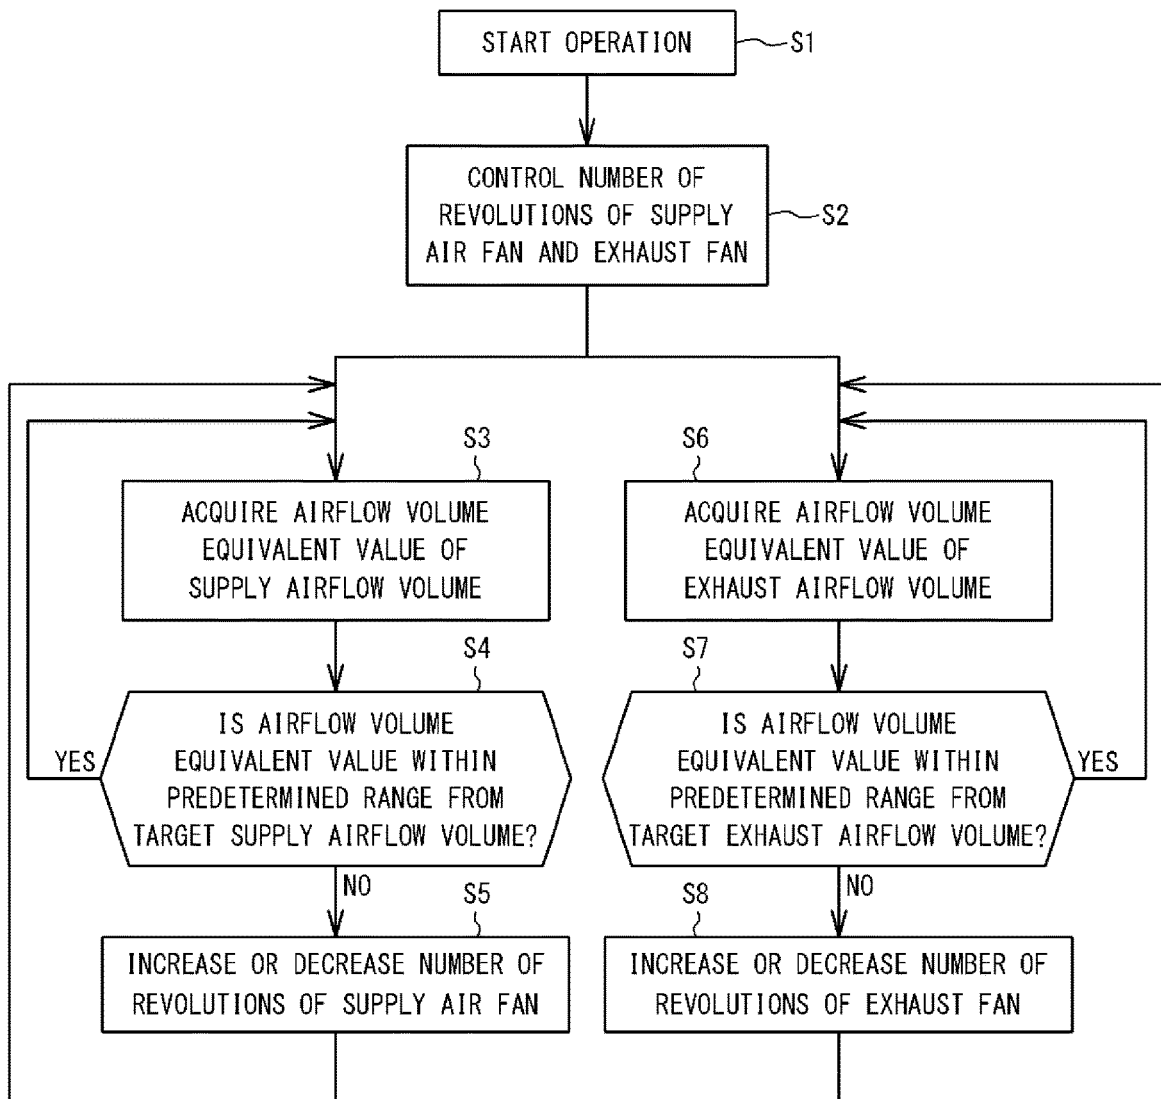 START OPERATION
S1
CONTROL NUMBER OF
REVOLUTIONS OF SUPPLY
AIR FAN AND EXHAUST FAN
S2
S3
ACQUIRE AIRFLOW VOLUME
EQUIVALENT VALUE OF
SUPPLY AIRFLOW VOLUME
S4
IS AIRFLOW VOLUME
EQUIVALENT VALUE WITHIN
PREDETERMINED RANGE FROM
TARGET SUPPLY AIRFLOW VOLUME?
YES
NO
S5
INCREASE OR DECREASE NUMBER OF
REVOLUTIONS OF SUPPLY AIR FAN
S6
ACQUIRE AIRFLOW VOLUME
EQUIVALENT VALUE OF
EXHAUST AIRFLOW VOLUME
S7
IS AIRFLOW VOLUME
EQUIVALENT VALUE WITHIN
PREDETERMINED RANGE FROM
TARGET EXHAUST AIRFLOW VOLUME?
YES
NO
S8
INCREASE OR DECREASE NUMBER OF
REVOLUTIONS OF EXHAUST FAN